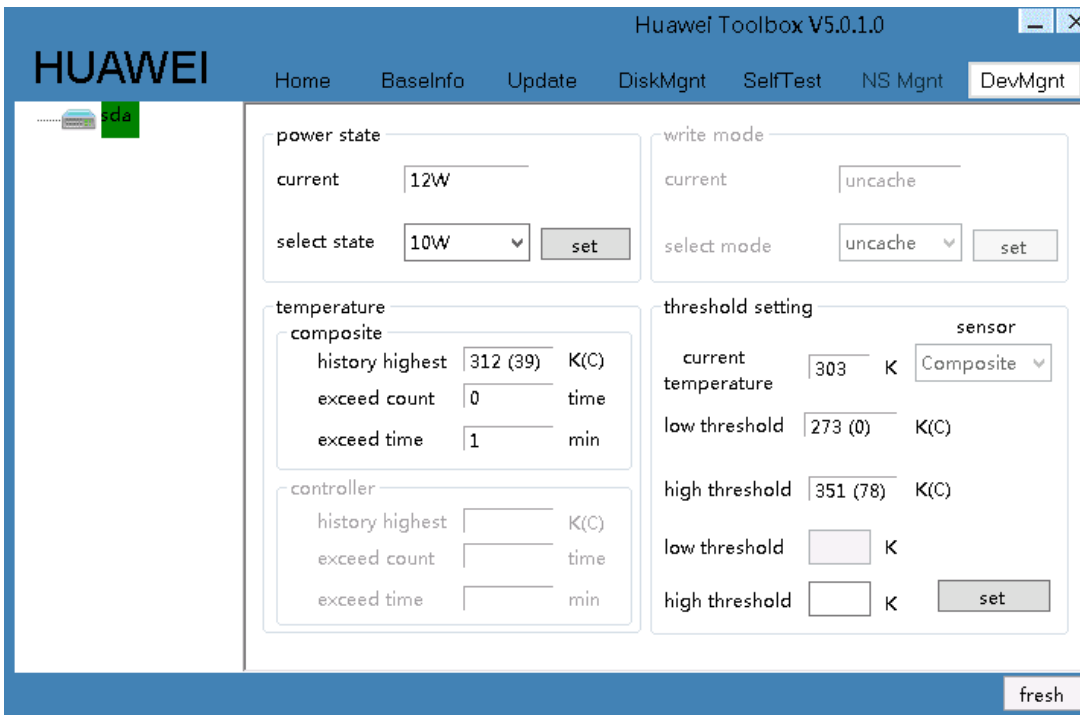 Huawei Toolbox V5.0.1.0
HUAWEI
Home BaseInfo Update DiskMgnt SelfTest NS Mgnt DevMgnt
sda
power state
current 12W
select state 10W set
write mode
current uncache
select mode uncache set
temperature
composite
history highest 312 (39) K(C)
exceed count 0 time
exceed time 1 min
controller
history highest K(C)
exceed count time
exceed time min
threshold setting
sensor
current temperature 303 K Composite
low threshold 273 (0) K(C)
high threshold 351 (78) K(C)
low threshold K
high threshold K set
fresh